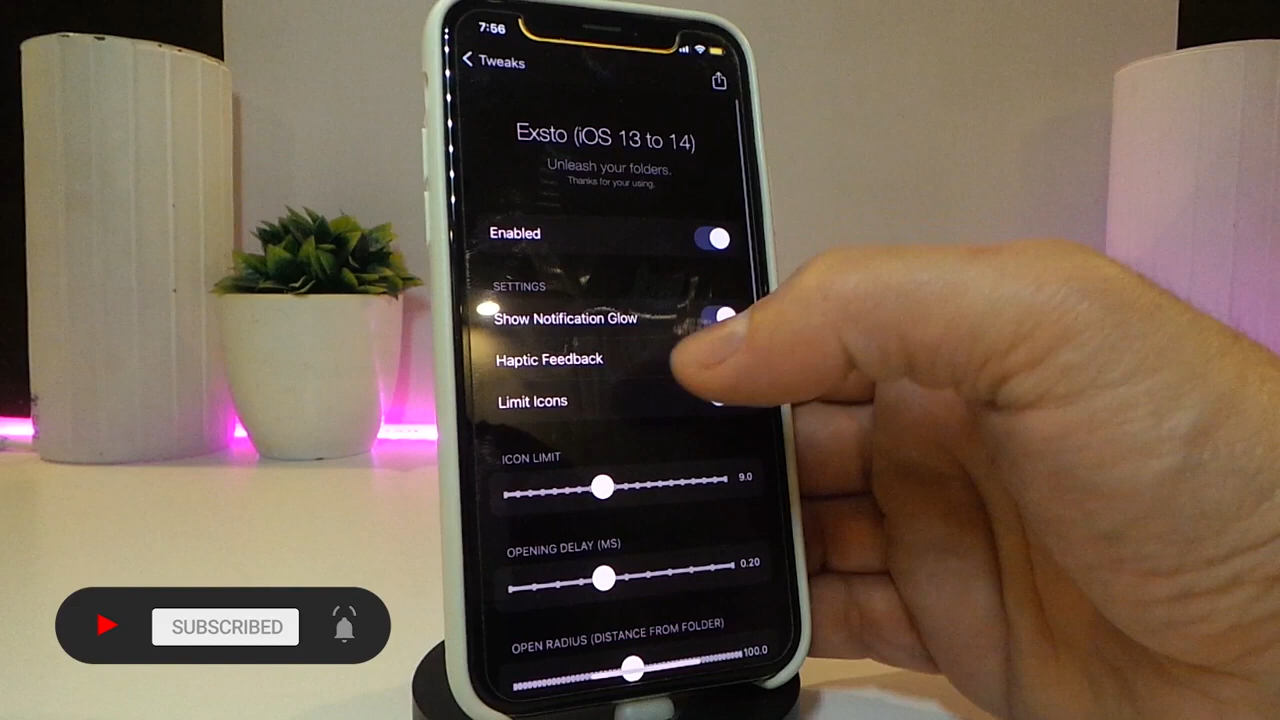 7:56
Tweaks
Exsto (iOS 13 to 14)
Unleash your folders.
Thanks for your using.
Enabled
SETTINGS
Show Notification Glow
Haptic Feedback
Limit Icons
ICON LIMIT
9.0
OPENING DELAY (MS)
0.20
OPEN RADIUS (DISTANCE FROM FOLDER)
100.0
SUBSCRIBED